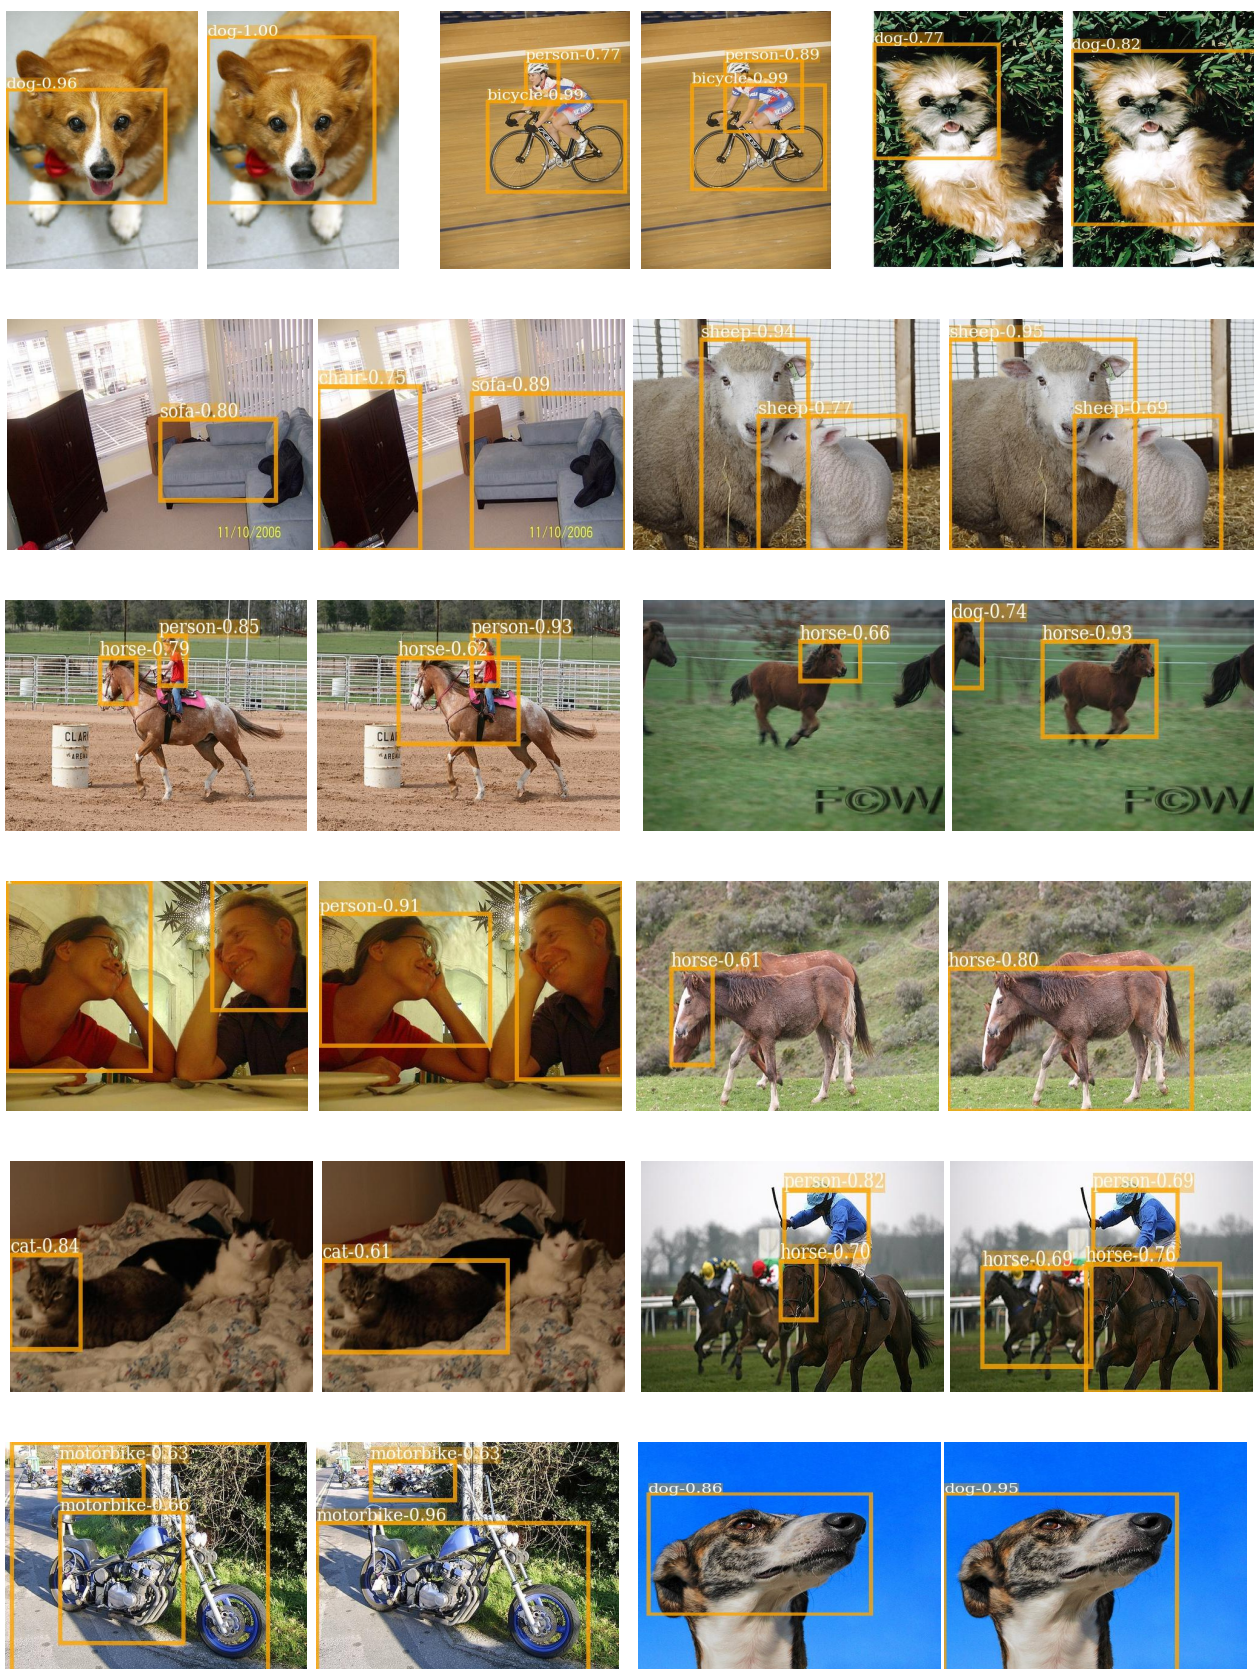 dog-0.96
dog-1.00
person-0.77
bicycle-0.99
person-0.89
bicycle-0.99
dog-0.77
dog-0.82
sofa-0.80
11/10/2006
chair-0.75
sofa-0.89
11/10/2006
sheep-0.94
sheep-0.77
sheep-0.95
sheep-0.69
person-0.85
horse-0.79
CLAR
ARENA
person-0.93
horse-0.62
CLA
ARENA
horse-0.66
F©W
dog-0.74
horse-0.93
F©W
person-0.91
horse-0.61
horse-0.80
cat-0.84
cat-0.61
person-0.82
horse-0.70
person-0.69
horse-0.69
horse-0.76
motorbike-0.63
motorbike-0.66
motorbike-0.63
motorbike-0.96
dog-0.86
dog-0.95